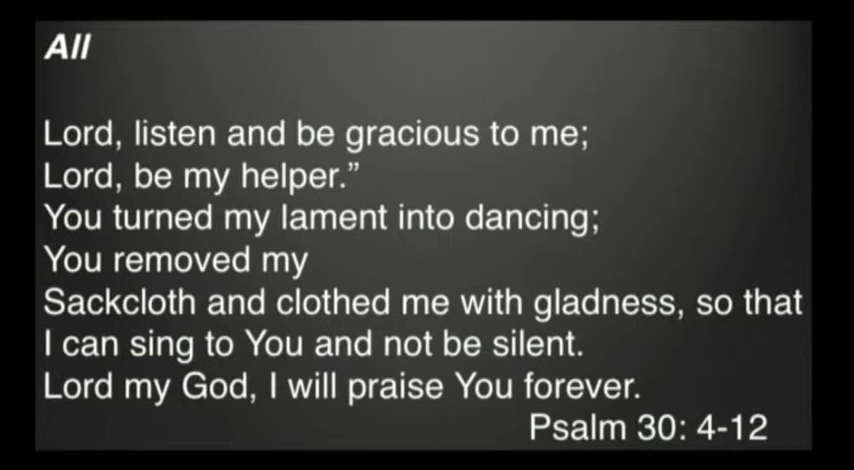 All
Lord, listen and be gracious to me;
Lord, be my helper.”
You turned my lament into dancing;
You removed my
Sackcloth and clothed me with gladness, so that
I can sing to You and not be silent.
Lord my God, I will praise You forever.
Psalm 30: 4-12